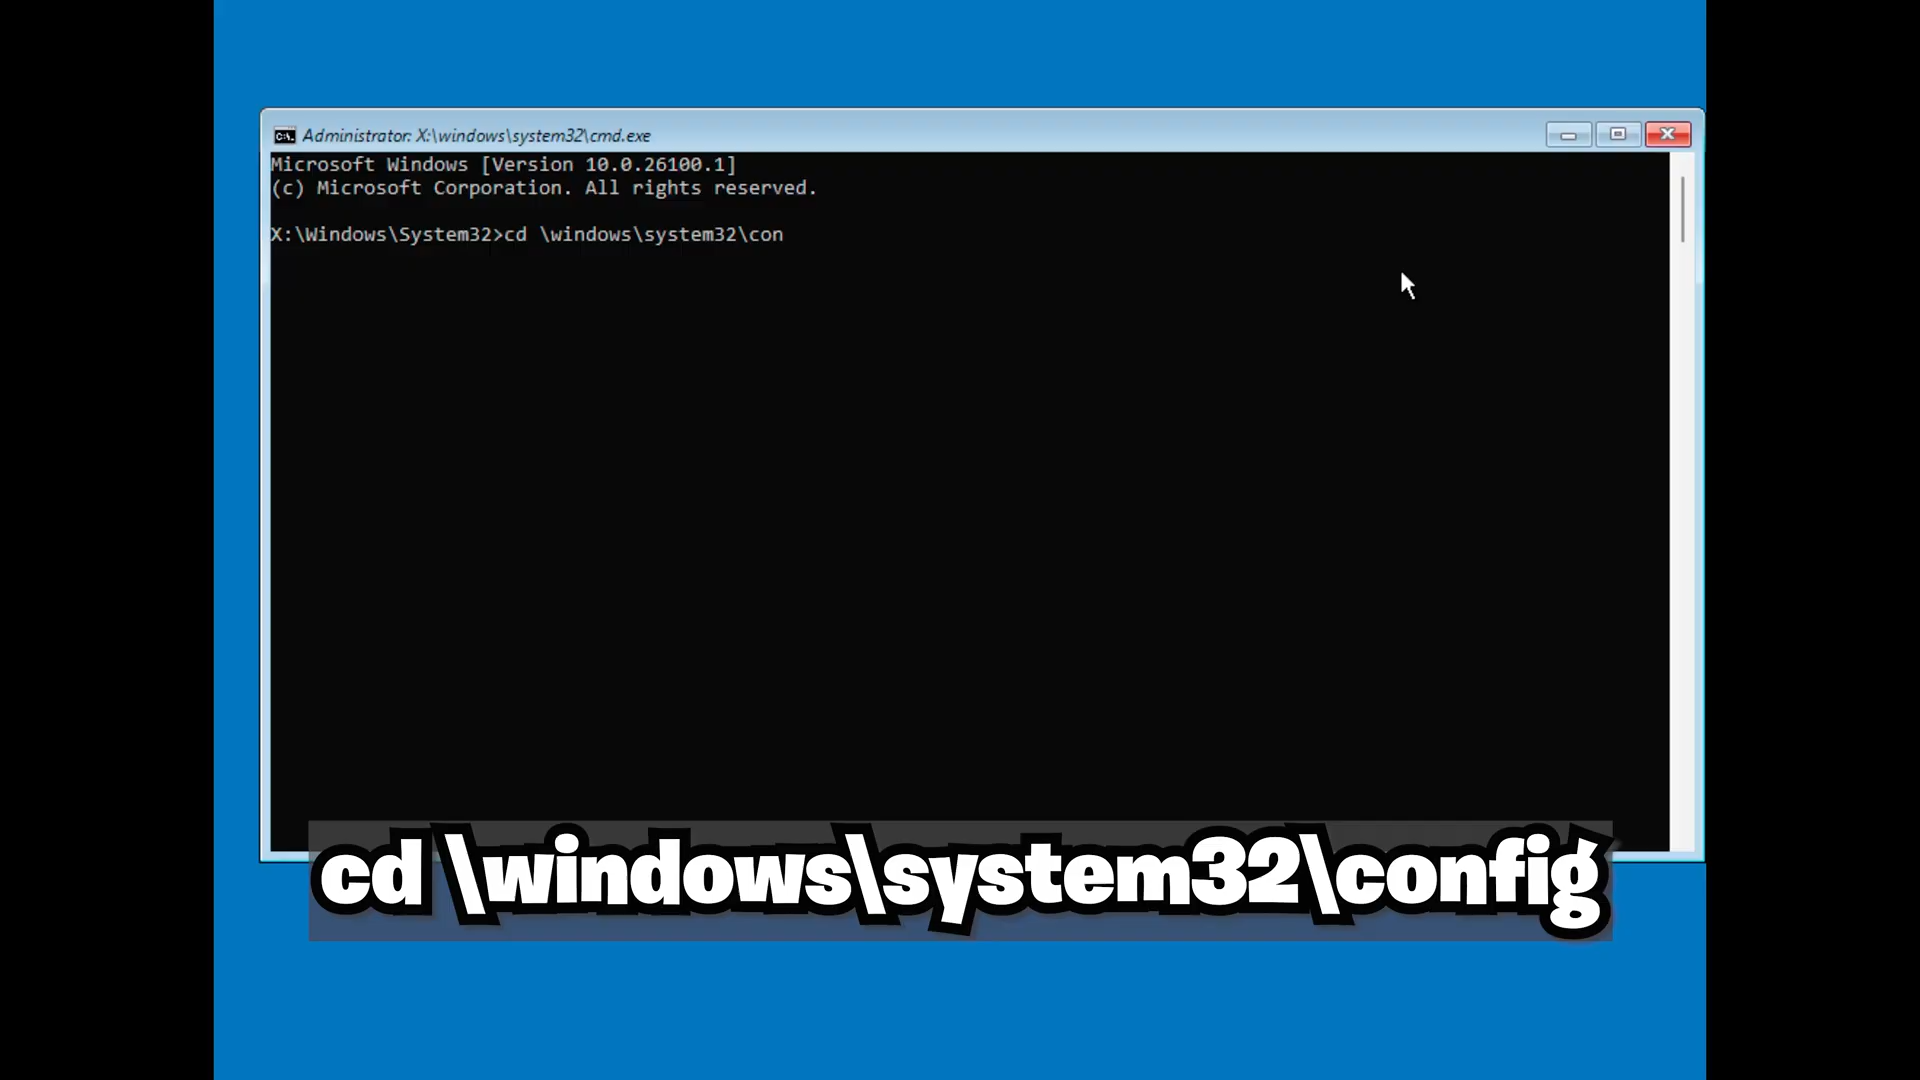 Administrator: X:\windows\system32\cmd.exe
Microsoft Windows [Version 10.0.26100.1]
(c) Microsoft Corporation. All rights reserved.
X:\Windows\System32>cd \windows\system32\con
cd \windows\system32\config